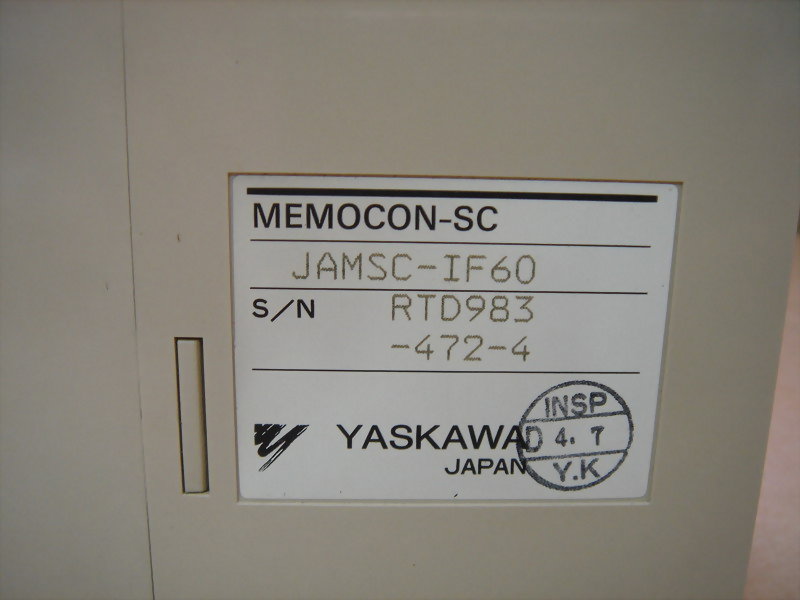 MEMOCON-SC
JAMSC-IF60
S/N RTD983
-472-4
YASKAWA
JAPAN
INSP
D 4. 7
Y.K